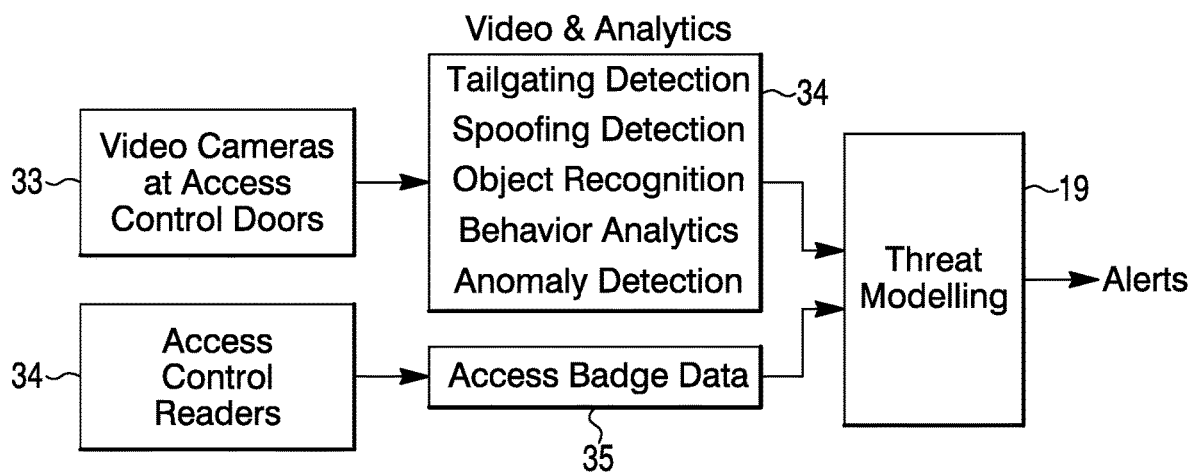 Video & Analytics
33
Video Cameras
at Access
Control Doors
Tailgating Detection
Spoofing Detection
Object Recognition
Behavior Analytics
Anomaly Detection
34
34
Access
Control
Readers
Access Badge Data
35
Threat
Modelling
19
Alerts